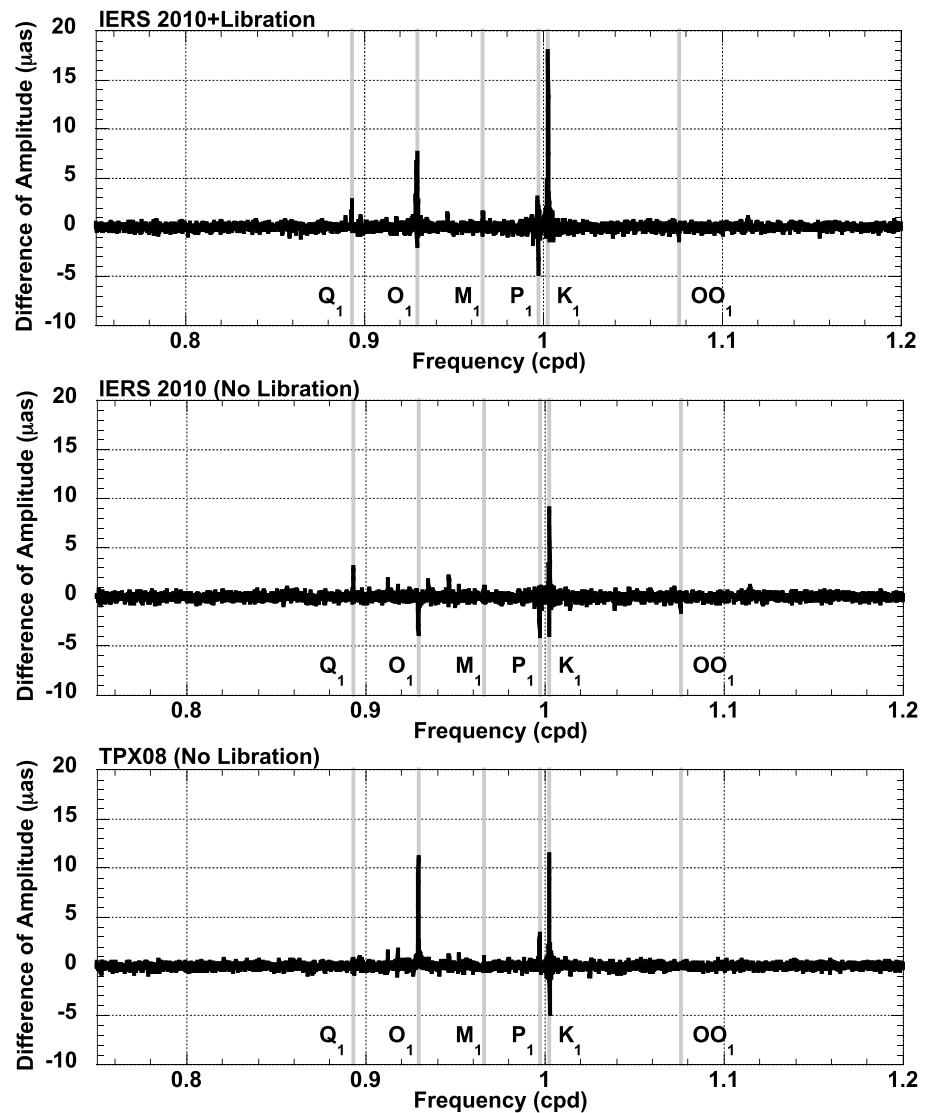 IERS 2010+Libration
Difference of Amplitude (µas)
20
15
10
5
0
-5
-10
Q1 O1 M1 P1 K1 OO1
0.8 0.9 1 1.1 1.2
Frequency (cpd)
IERS 2010 (No Libration)
Difference of Amplitude (µas)
20
15
10
5
0
-5
-10
Q1 O1 M1 P1 K1 OO1
0.8 0.9 1 1.1 1.2
Frequency (cpd)
TPX08 (No Libration)
Difference of Amplitude (µas)
20
15
10
5
0
-5
-10
Q1 O1 M1 P1 K1 OO1
0.8 0.9 1 1.1 1.2
Frequency (cpd)